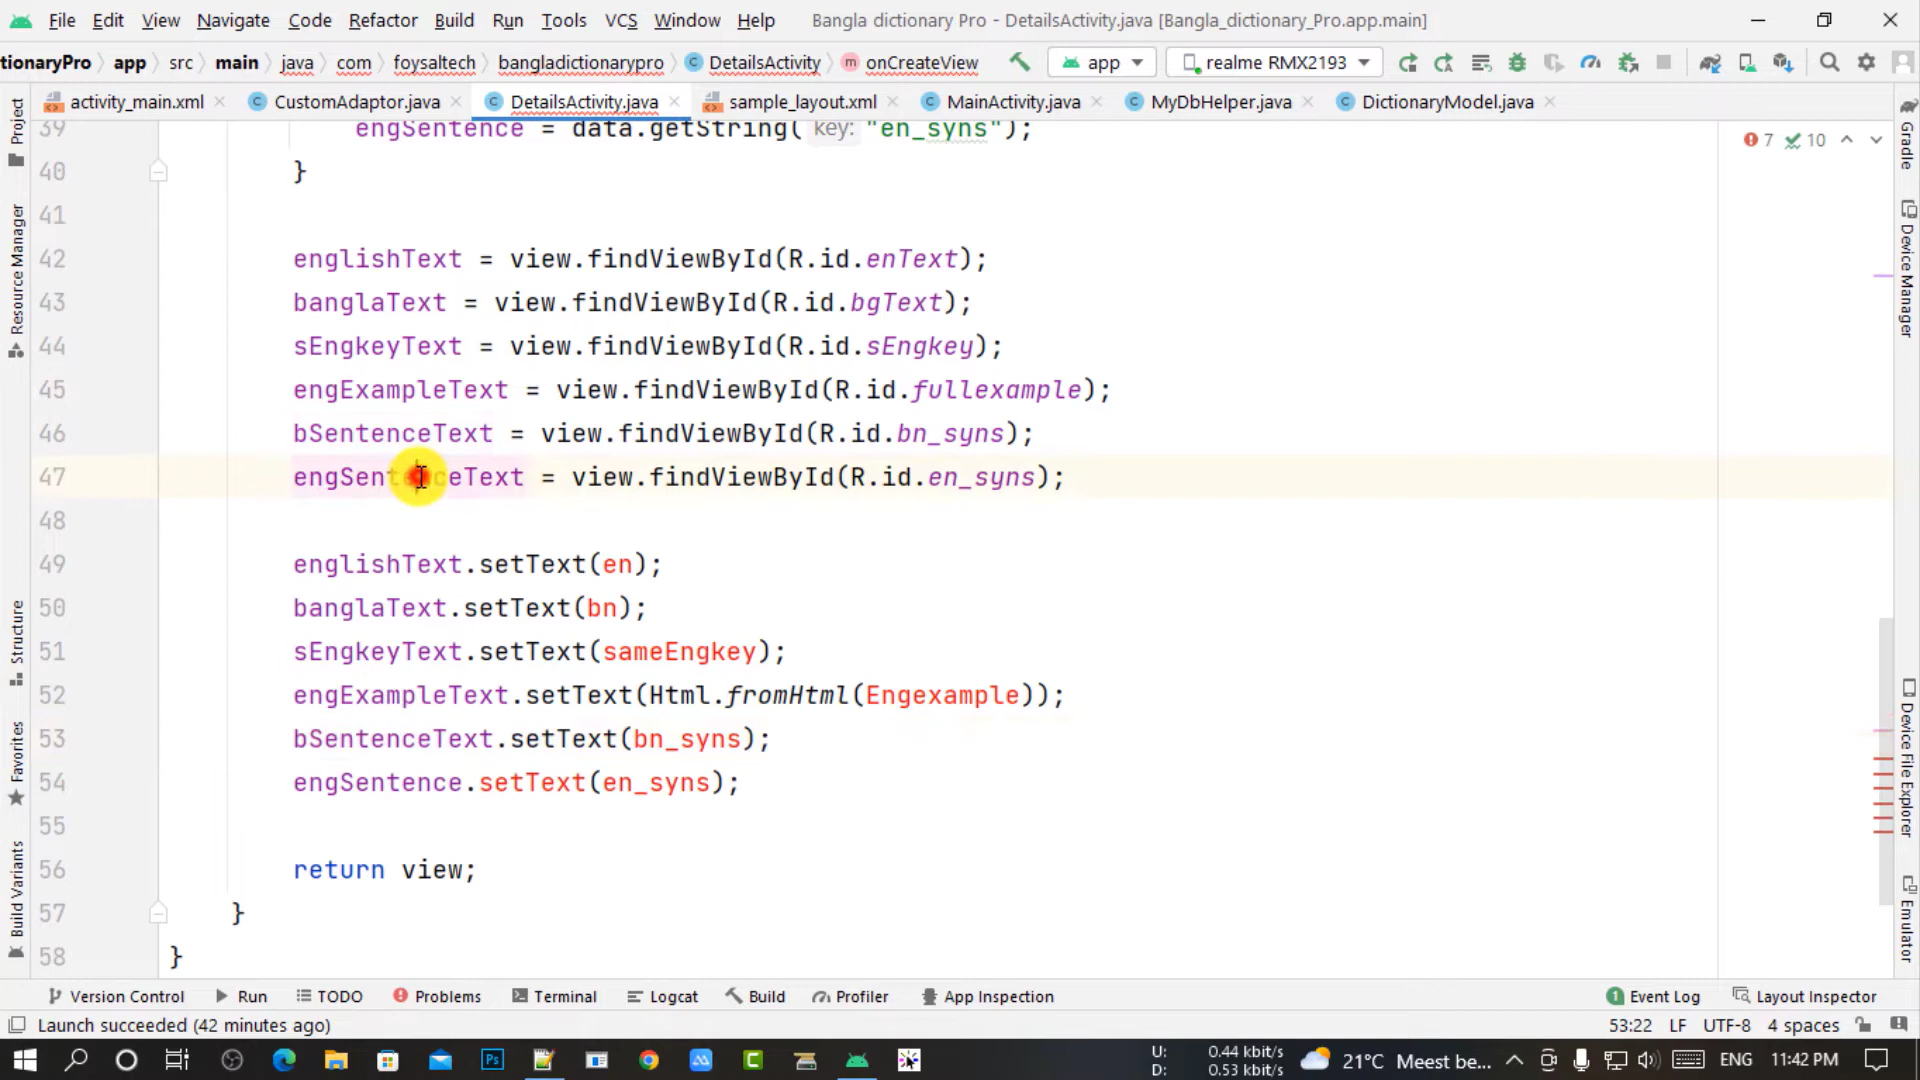 File Edit View Navigate Code Refactor Build Run Tools VCS Window Help Bangla dictionary Pro - DetailsActivity.java [Bangla_dictionary_Pro.app.main]
tionaryPro app src main java com foysaltech bangladictionarypro DetailsActivity onCreateView app realme RMX2193
activity_main.xml CustomAdaptor.java DetailsActivity.java sample_layout.xml MainActivity.java MyDbHelper.java DictionaryModel.java
39 engSentence = data.getString( key: "en_syns");
7 10
40 }
41
42 englishText = view.findViewById(R.id.enText);
43 banglaText = view.findViewById(R.id.bgText);
44 sEngkeyText = view.findViewById(R.id.sEngkey);
45 engExampleText = view.findViewById(R.id.fullexample);
46 bSentenceText = view.findViewById(R.id.bn_syns);
47 engSentenceText = view.findViewById(R.id.en_syns);
48
49 englishText.setText(en);
50 banglaText.setText(bn);
51 sEngkeyText.setText(sameEngkey);
52 engExampleText.setText(Html.fromHtml(Engexample));
53 bSentenceText.setText(bn_syns);
54 engSentence.setText(en_syns);
55
56 return view;
57 }
58 }
Project
Resource Manager
Structure
Favorites
Build Variants
Gradle
Device Manager
Device File Explorer
Emulator
Version Control Run TODO Problems Terminal Logcat Build Profiler App Inspection 1 Event Log Layout Inspector
Launch succeeded (42 minutes ago) 53:22 LF UTF-8 4 spaces
U: 0.44 kbit/s
D: 0.53 kbit/s
21°C Meest be... ENG 11:42 PM